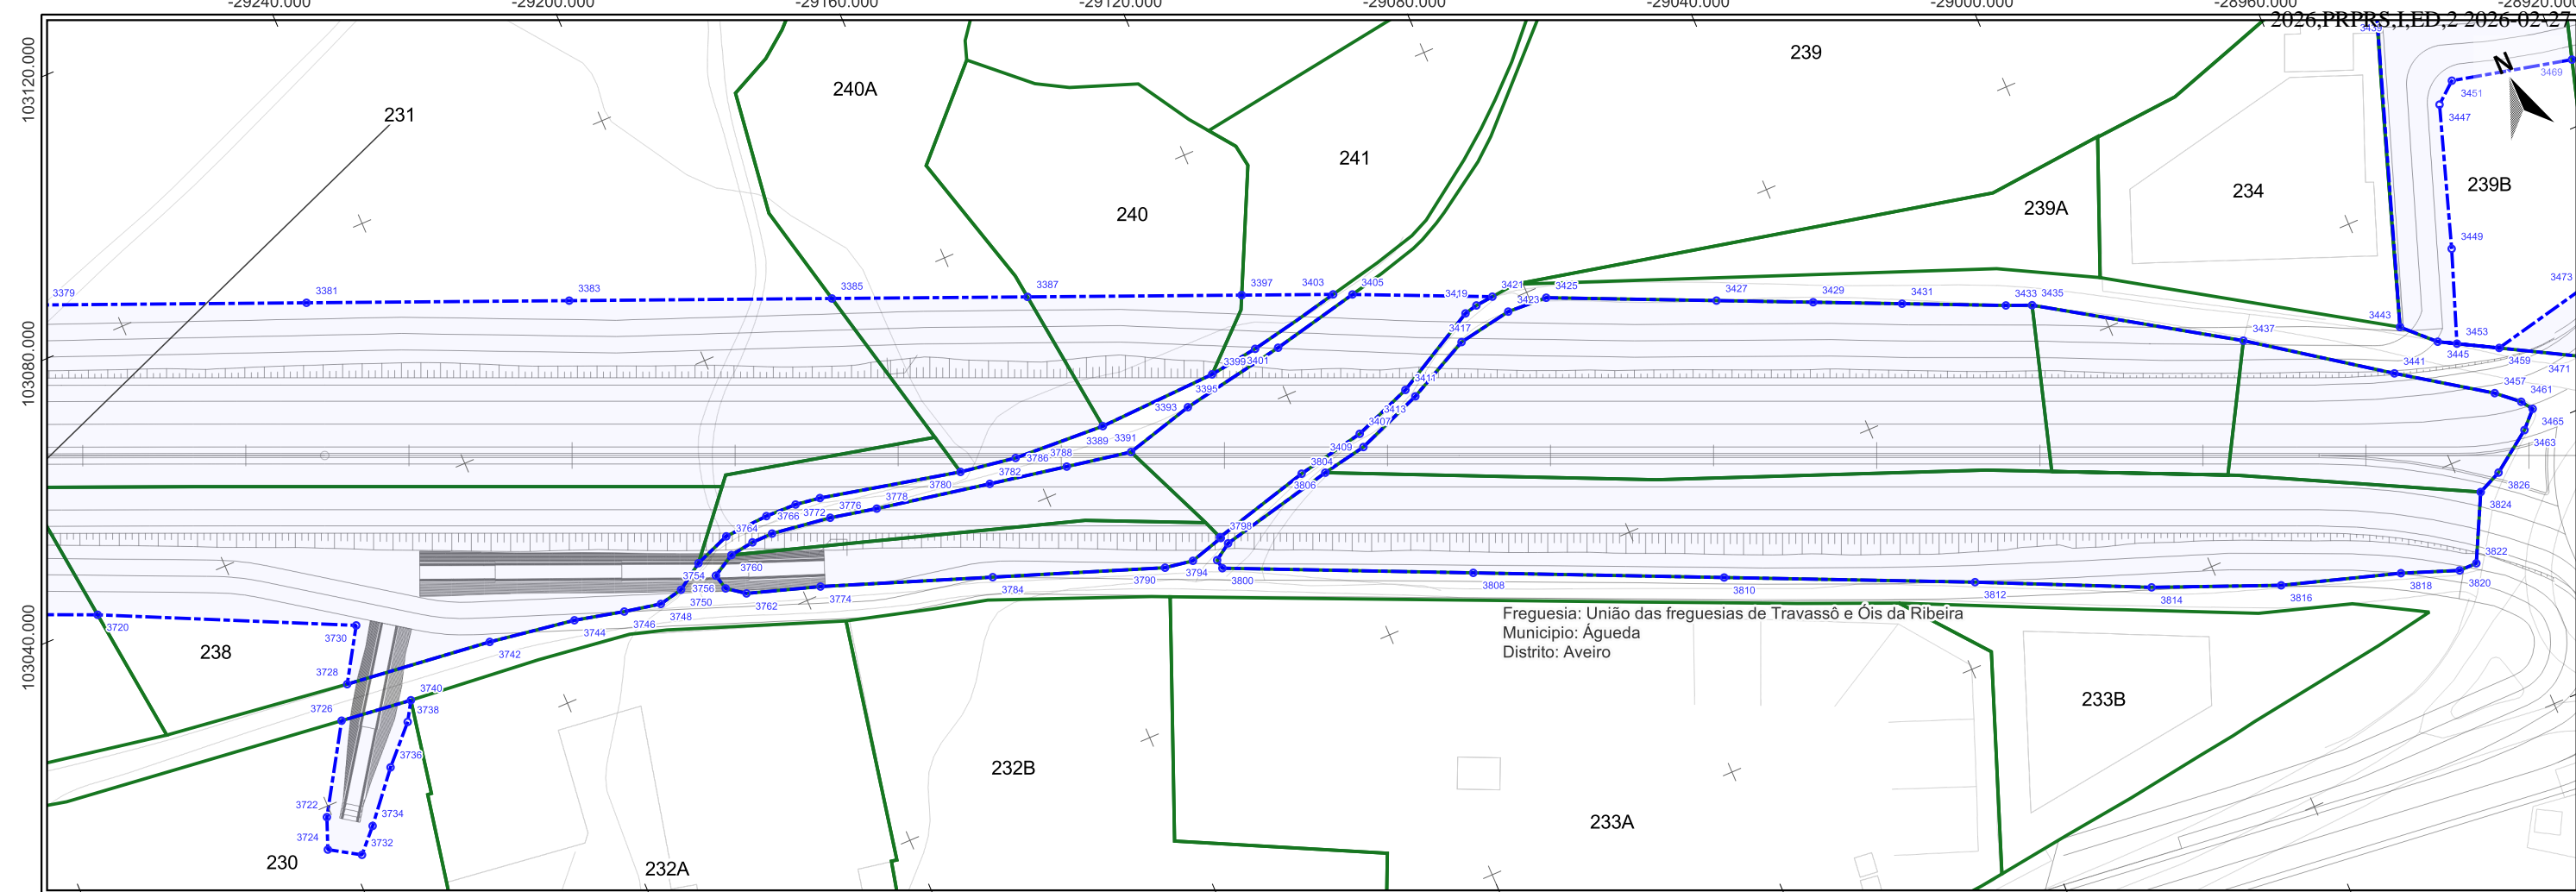 -29240.000 -29200.000 -29160.000 -29120.000 -29080.000 -29040.000 -29000.000 -28960.000 -28920.000
2026,PRPRS,I,ED,2 2026-02-27
103120.000
103080.000
103040.000
N
231
240A
240
241
239
239A
234
239B
3439
3469
3451
3447
3449
3473
3379 3381 3383 3385 3387 3397 3403 3405 3419 3421 3423 3425 3427 3429 3431 3433 3435
3443 3437 3453
3417 3445 3459
3399 3401 3441 3471
3395 3411 3457 3461
3393 3413
3389 3391 3407 3465
3409 3463
3786 3788 3804
3782 3806 3826
3780
3778 3824
3776
3772
3766
3764 3798
3760 3822
3754 3790 3794 3800 3820
3756 3784 3808 3810 3812 3814 3816 3818
3750 3762 3774
3748
3746
3744
3742
3720 3730
238
3728
3740
3726 3738
3736
3722 3734
3724 3732
230
232A
232B
233A
233B
Freguesia: União das freguesias de Travassô e Óis da Ribeira
Municipio: Águeda
Distrito: Aveiro